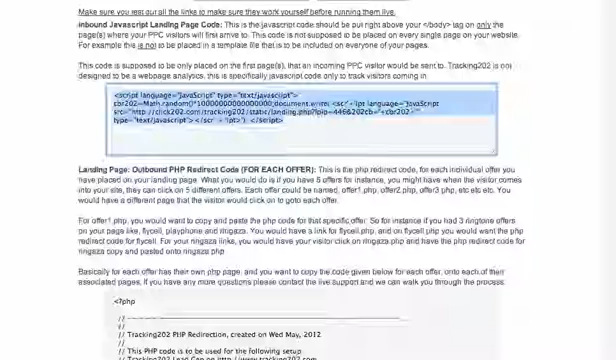 Make sure you test out all the links to make sure they work yourself before running them live.
Inbound Javascript Landing Page Code: This is the javascript code should be put right above your </body> tag on only the
page(s) where your PPC visitors will first arrive to. This code is not supposed to be placed on every single page on your website.
For example this is not to be placed in a template file that is to be included on everyone of your pages.
This code is supposed to be only placed on the first page(s), that an incoming PPC visitor would be sent to. Tracking202 is not
designed to be a webpage analytics, this is specifically javascript code only to track visitors coming in
<script language="JavaScript" type="text/javascript">
src="http://click202.com/tracking202/static/landing.php?lpip=
type="text/javascript"></scr'+'ipt>') </script>
Landing Page: Outbound PHP Redirect Code (FOR EACH OFFER): This is the php redirect code, for each individual offer you
have placed on your landing page. What you would do is if you have 5 offers for instance, you might have when the visitor comes
into your site, they can click on 5 different offers. Each offer could be named, offer1.php, offer2.php, offer3.php, etc etc etc. You
would have a different page that the visitor would click on to goto each offer.
For offer1.php, you would want to copy and paste the php code for that specific offer. So for instance if you had 3 ringtone offers
on your page like, flycell, playphone and ringaza. You would have a link for flycell.php, and on flycell php you would want the php
redirect code for flycell. For your ringaza links, you would have your visitor click on ringaza.php and have the php redirect code for
ringaza copy and pasted onto ringaza.php
Basically for each offer has their own php page, and you want to copy the code given below for each offer, onto each of their
associated pages. If you have any more questions please contact the live support and we can walk you through the process.
<?php
// ---
//
// Tracking202 PHP Redirection, created on Wed May, 2012
//
// This PHP code is to be used for the following setup
// Tracking202 Lead Gen on http://www.tracking202.com